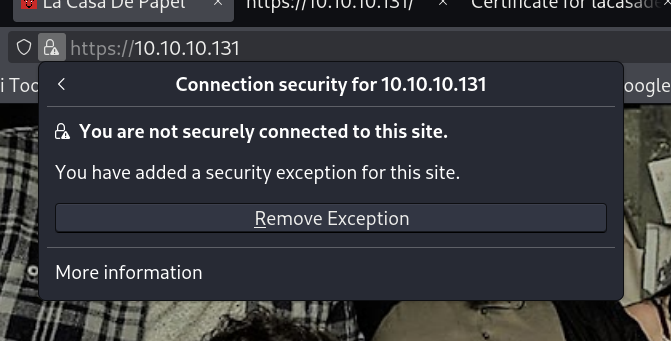 La Casa De Papel × https://10.10.10.131/ × Certificate for lacasade
https://10.10.10.131
i Too
oogle
Connection security for 10.10.10.131
You are not securely connected to this site.
You have added a security exception for this site.
Remove Exception
More information